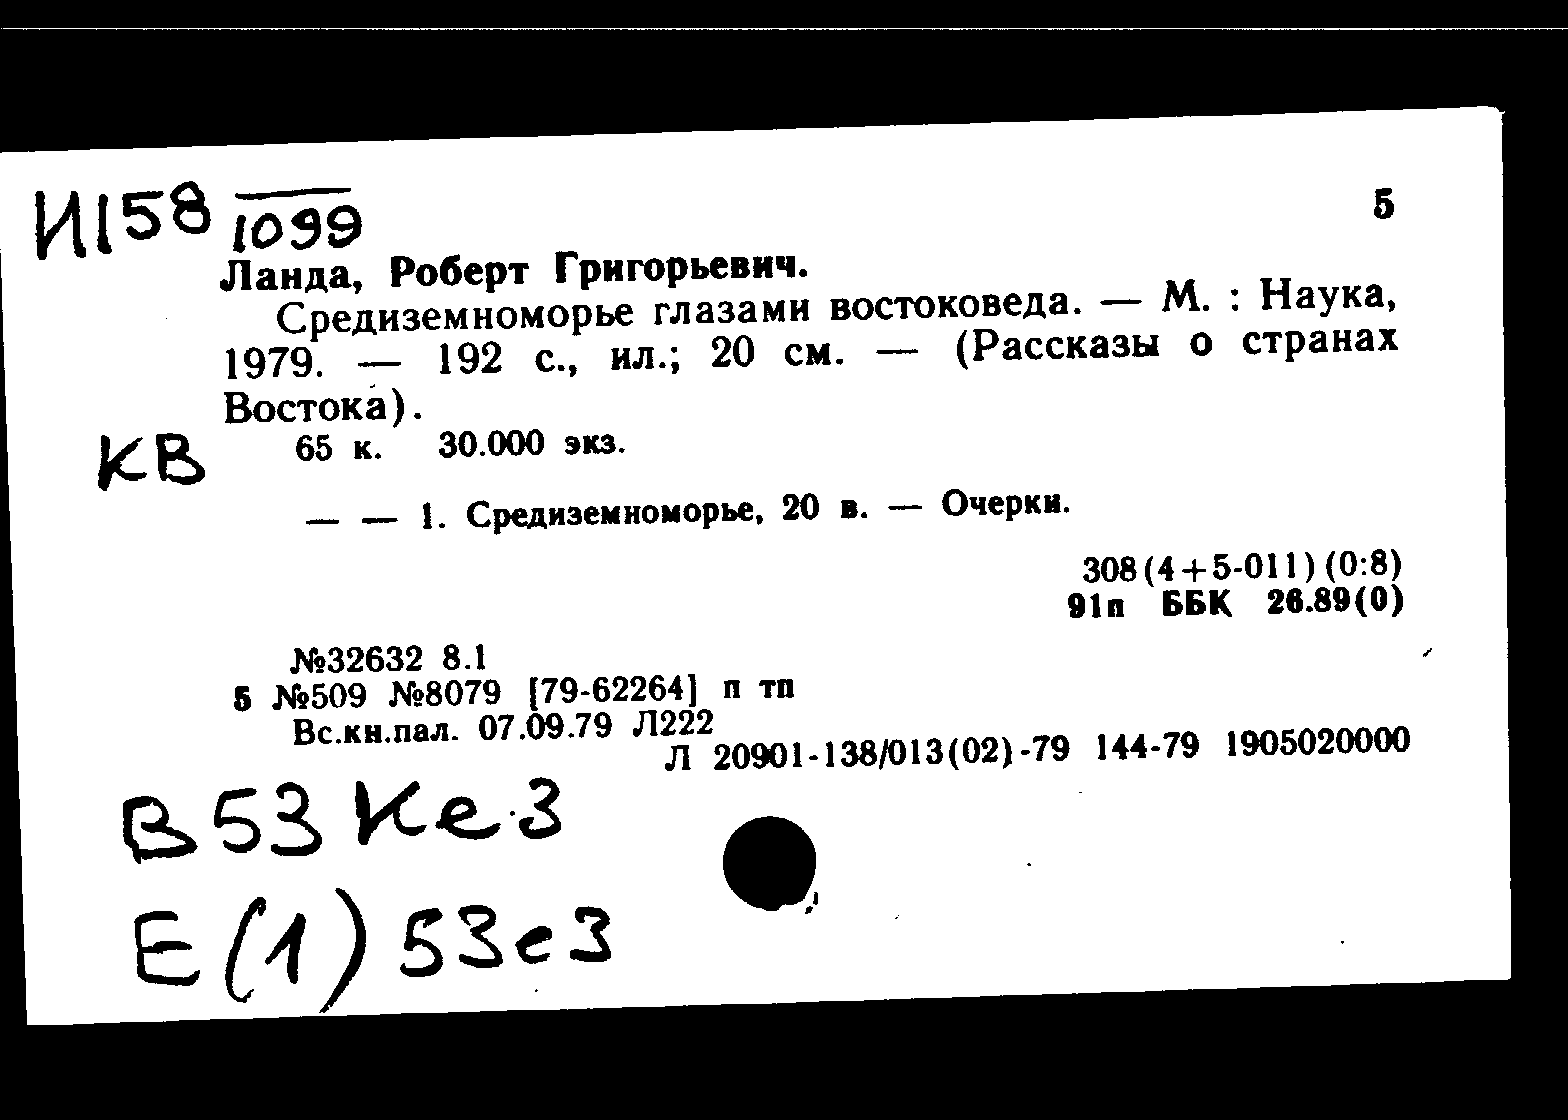 И158 1099
5
Ланда, Роберт Григорьевич.
Средиземноморье глазами востоковеда. — М. : Наука,
1979. — 192 с., ил.; 20 см. — (Рассказы о странах
Востока).
КВ
65 к. 30.000 экз.
— — 1. Средиземноморье, 20 в. — Очерки.
308(4+5-011)(0:8)
91п ББК 26.89(0)
№32632 8.1
5 №509 №8079 [79-62264] п тп
Вс.кн.пал. 07.09.79 Л222
Л 20901-138/013(02)-79 144-79 1905020000
В53Ке.3
Е(1)53е3